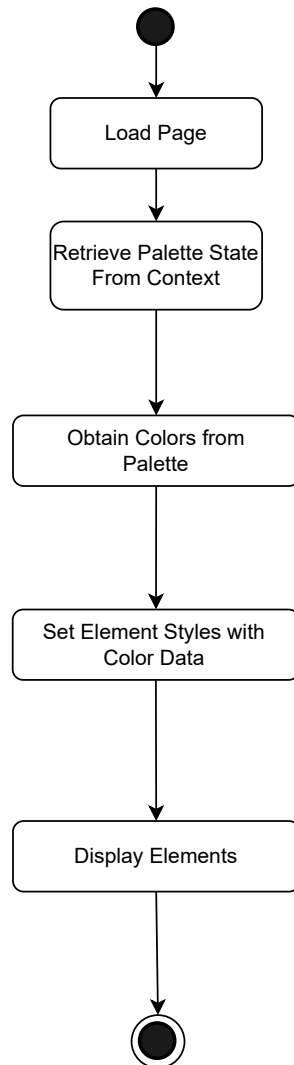 Load Page
Retrieve Palette State
From Context
Obtain Colors from
Palette
Set Element Styles with
Color Data
Display Elements